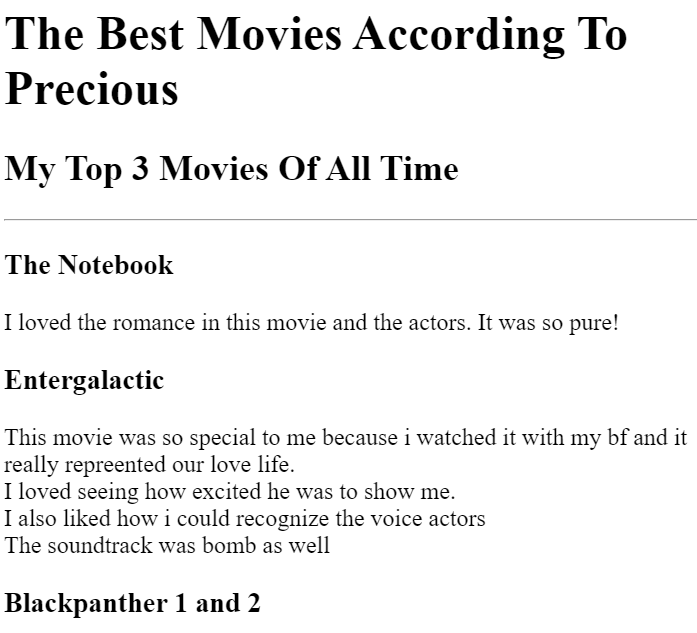 The Best Movies According To
Precious
My Top 3 Movies Of All Time
The Notebook
I loved the romance in this movie and the actors. It was so pure!
Entergalactic
This movie was so special to me because i watched it with my bf and it
really repreented our love life.
I loved seeing how excited he was to show me.
I also liked how i could recognize the voice actors
The soundtrack was bomb as well
Blackpanther 1 and 2